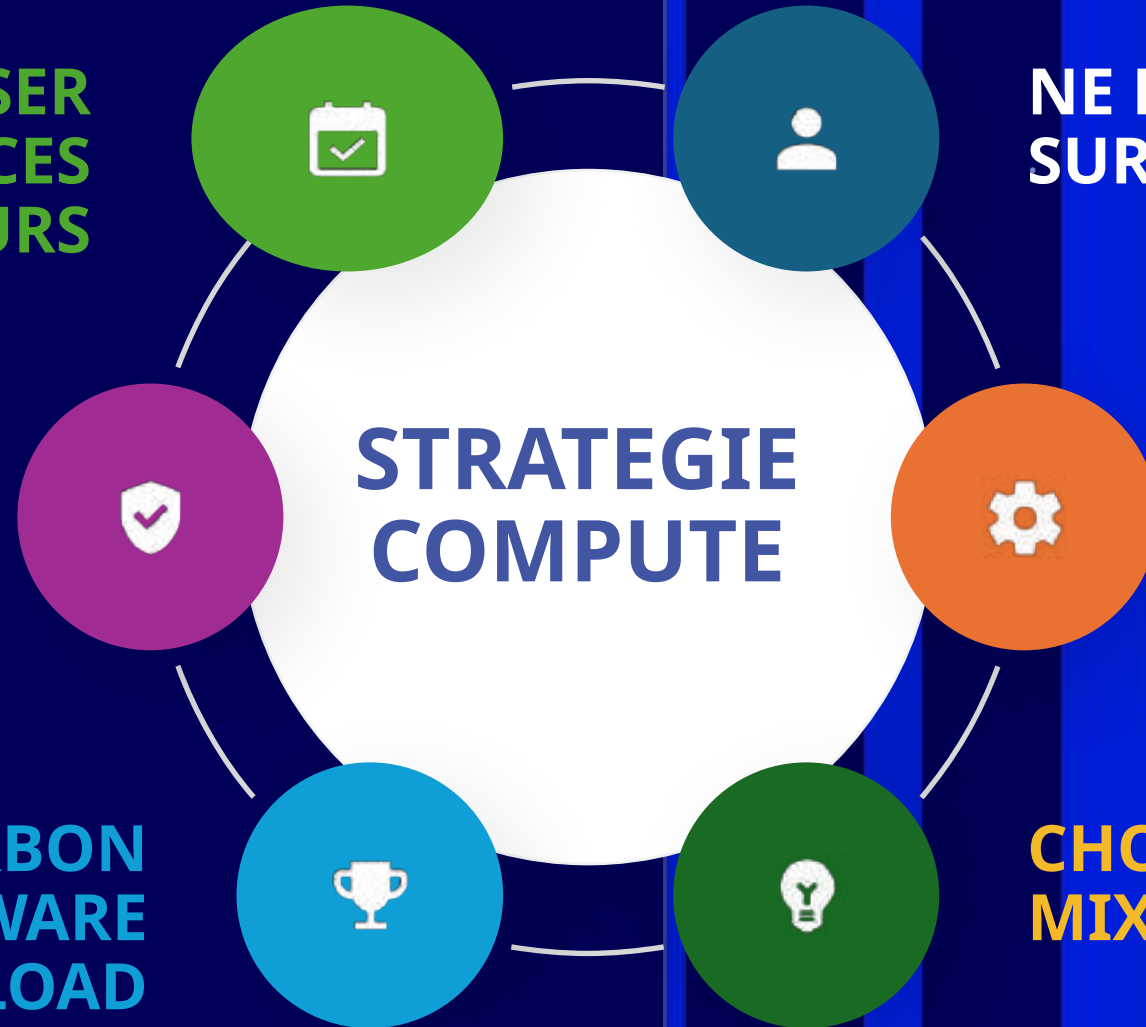 SER
CES
URS
NE
SUR
STRATEGIE
COMPUTE
BON
WARE
LOAD
CHO
MIX